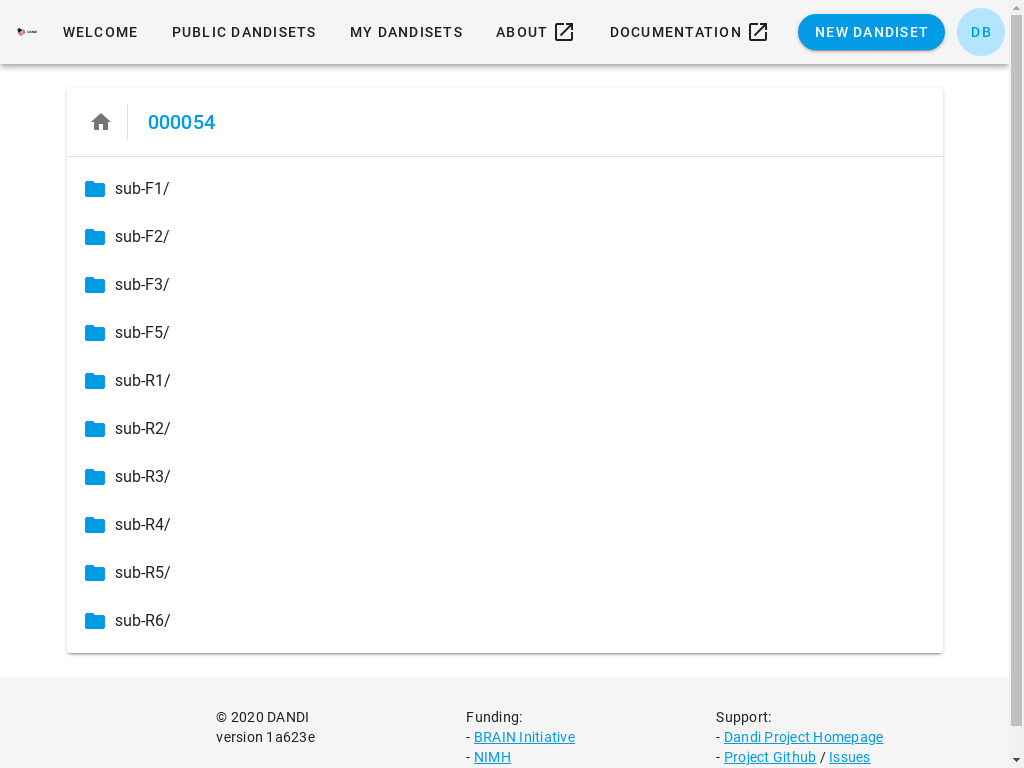 WELCOME PUBLIC DANDISETS MY DANDISETS ABOUT DOCUMENTATION NEW DANDISET DB
000054
sub-F1/
sub-F2/
sub-F3/
sub-F5/
sub-R1/
sub-R2/
sub-R3/
sub-R4/
sub-R5/
sub-R6/
© 2020 DANDI
version 1a623e
Funding:
- BRAIN Initiative
- NIMH
Support:
- Dandi Project Homepage
- Project Github / Issues